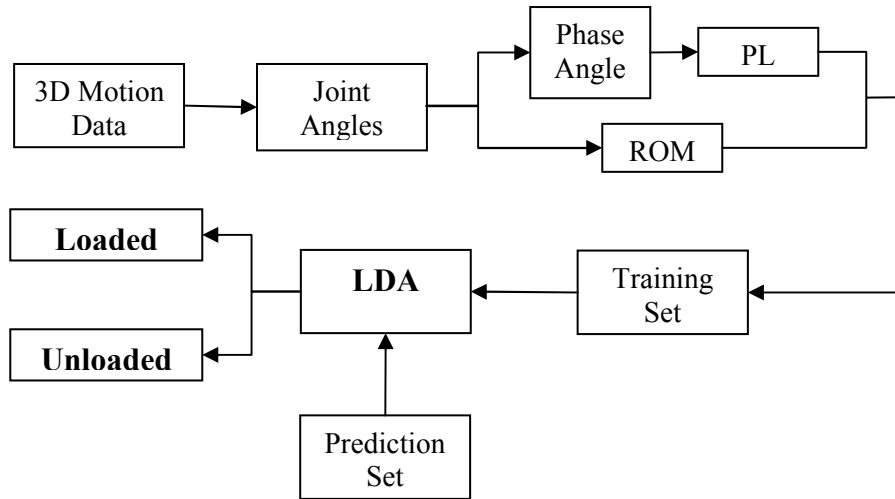 3D Motion
Data
Joint
Angles
Phase
Angle
PL
ROM
Loaded
Unloaded
LDA
Training
Set
Prediction
Set